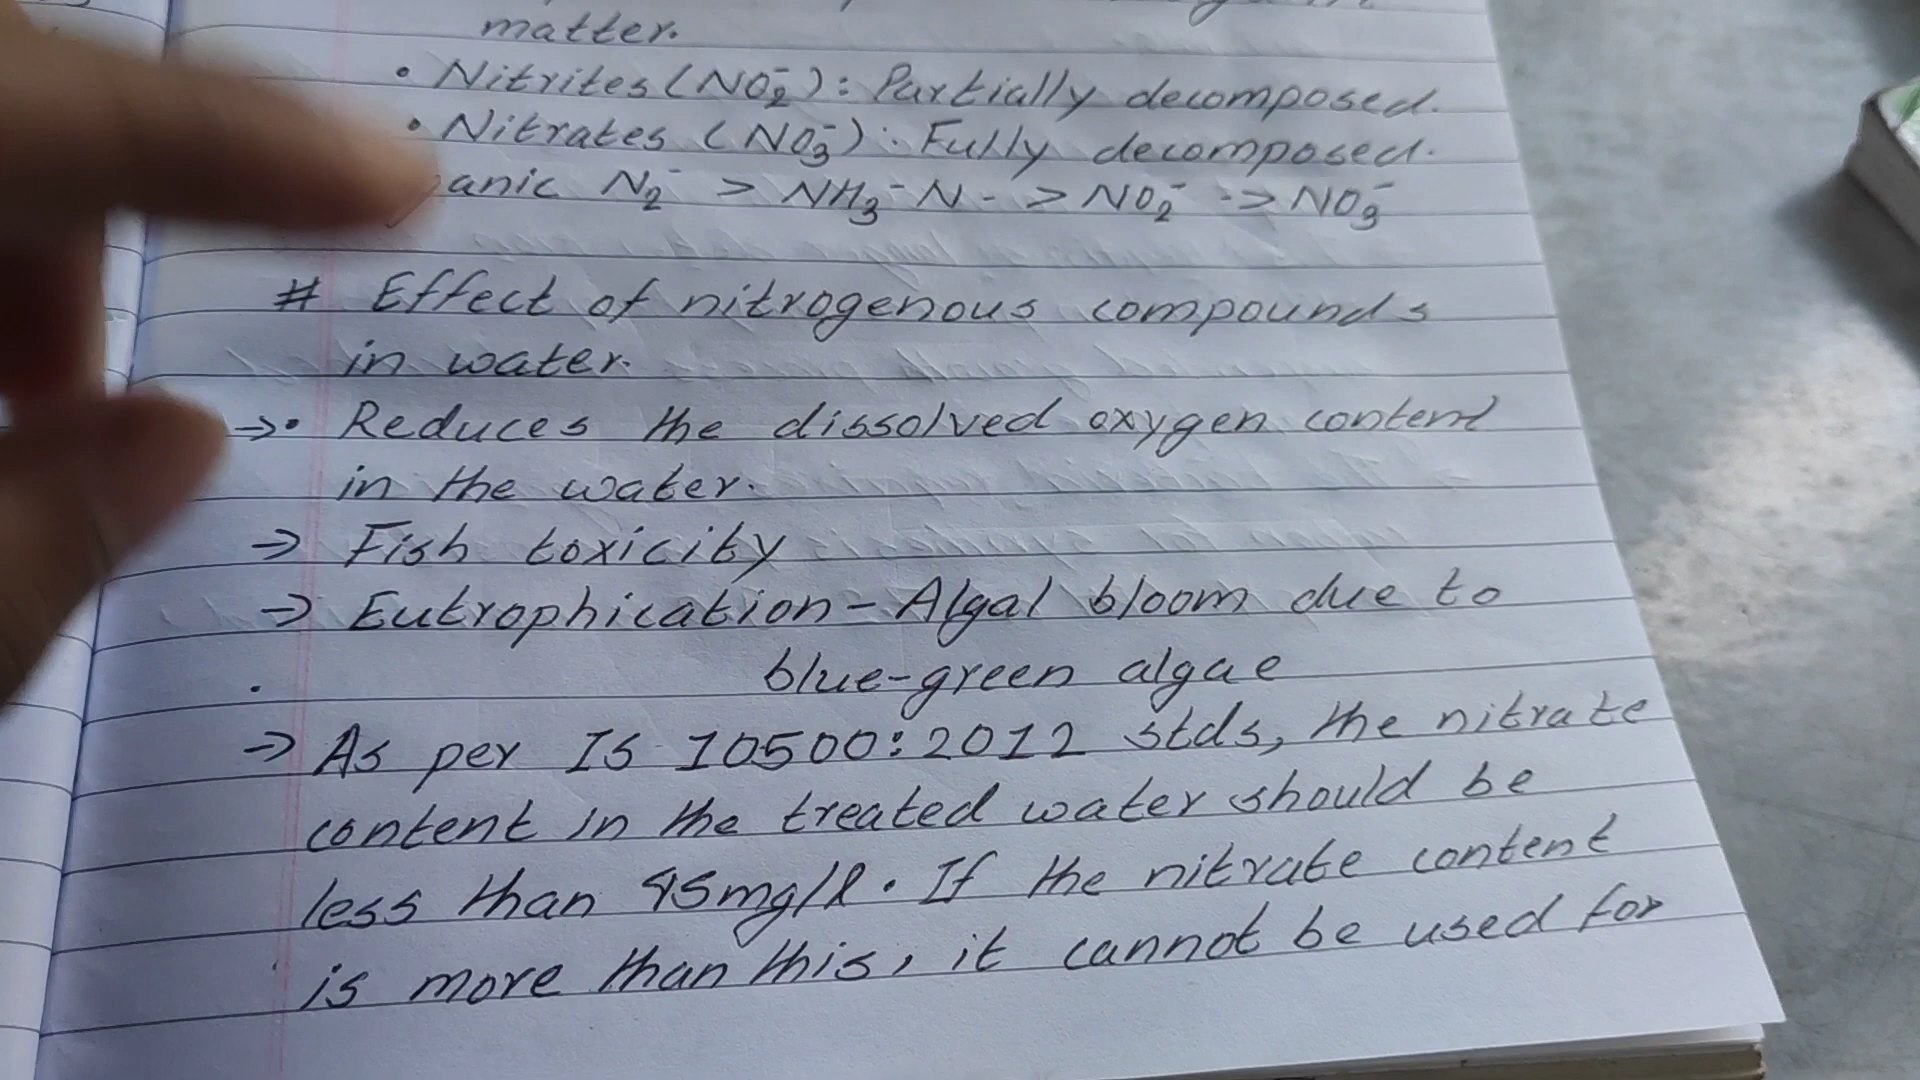 matter.
• Nitrites (NO₂⁻): Partially decomposed.
• Nitrates (NO₃⁻): Fully decomposed.
anic N₂⁻ > NH₃-N-> NO₂⁻ -> NO₃⁻
# Effect of nitrogenous compounds
in water.
→• Reduces the dissolved oxygen content
in the water.
→ Fish toxicity
→ Eutrophication - Algal bloom due to
blue-green algae
→ As per IS 10500:2012 stds, the nitrate
content in the treated water should be
less than 45mg/l. If the nitrate content
is more than this, it cannot be used for